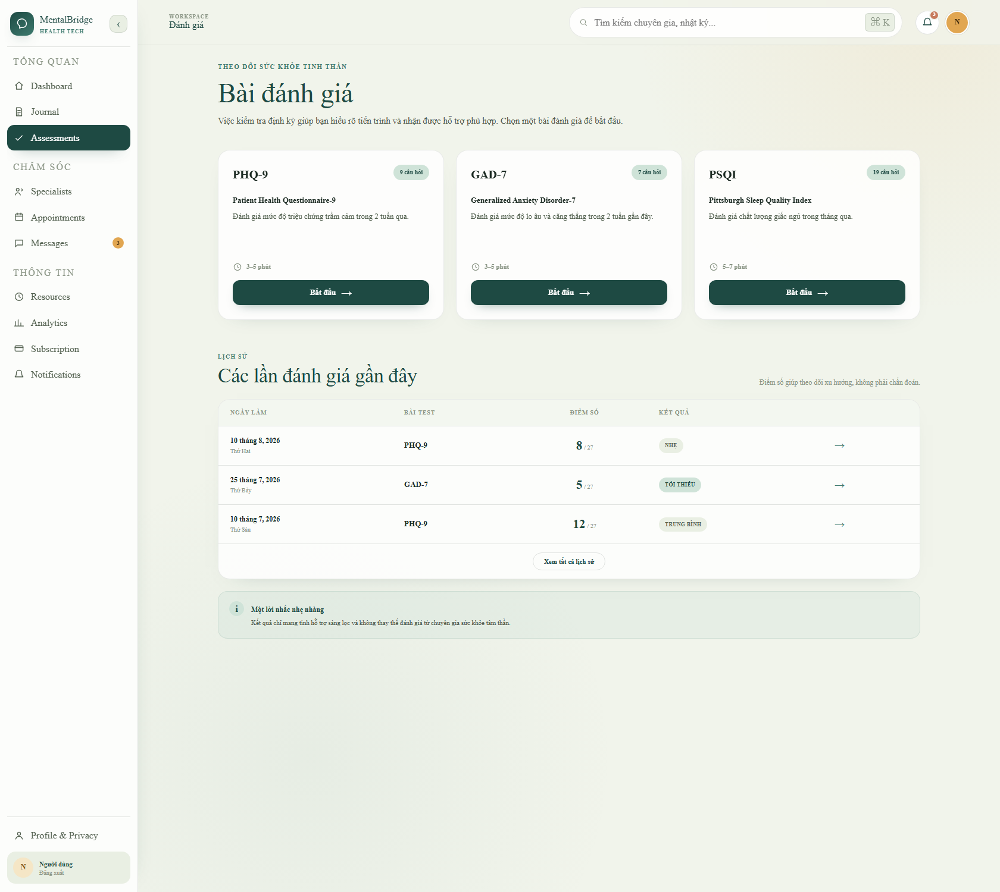 MentalBridge
HEALTH TECH
‹
TỔNG QUAN
Dashboard
Journal
Assessments
CHĂM SÓC
Specialists
Appointments
Messages
3
THÔNG TIN
Resources
Analytics
Subscription
Notifications
Profile & Privacy
N
Người dùng
Đăng xuất
WORKSPACE
Đánh giá
Tìm kiếm chuyên gia, nhật ký...
⌘ K
3
N
THEO DÕI SỨC KHỎE TINH THẦN
Bài đánh giá
Việc kiểm tra định kỳ giúp bạn hiểu rõ tiến trình và nhận được hỗ trợ phù hợp. Chọn một bài đánh giá để bắt đầu.
PHQ-9
9 câu hỏi
Patient Health Questionnaire-9
Đánh giá mức độ triệu chứng trầm cảm trong 2 tuần qua.
3–5 phút
Bắt đầu →
GAD-7
7 câu hỏi
Generalized Anxiety Disorder-7
Đánh giá mức độ lo âu và căng thẳng trong 2 tuần gần đây.
3–5 phút
Bắt đầu →
PSQI
19 câu hỏi
Pittsburgh Sleep Quality Index
Đánh giá chất lượng giấc ngủ trong tháng qua.
5–7 phút
Bắt đầu →
LỊCH SỬ
Các lần đánh giá gần đây
Điểm số giúp theo dõi xu hướng, không phải chẩn đoán.
NGÀY LÀM BÀI TEST ĐIỂM SỐ KẾT QUẢ
10 tháng 8, 2026
Thứ Hai
PHQ-9
8 / 27
NHẸ
→
25 tháng 7, 2026
Thứ Bảy
GAD-7
5 / 27
TỐI THIỂU
→
10 tháng 7, 2026
Thứ Sáu
PHQ-9
12 / 27
TRUNG BÌNH
→
Xem tất cả lịch sử
i
Một lời nhắc nhẹ nhàng
Kết quả chỉ mang tính hỗ trợ sàng lọc và không thay thế đánh giá từ chuyên gia sức khỏe tâm thần.